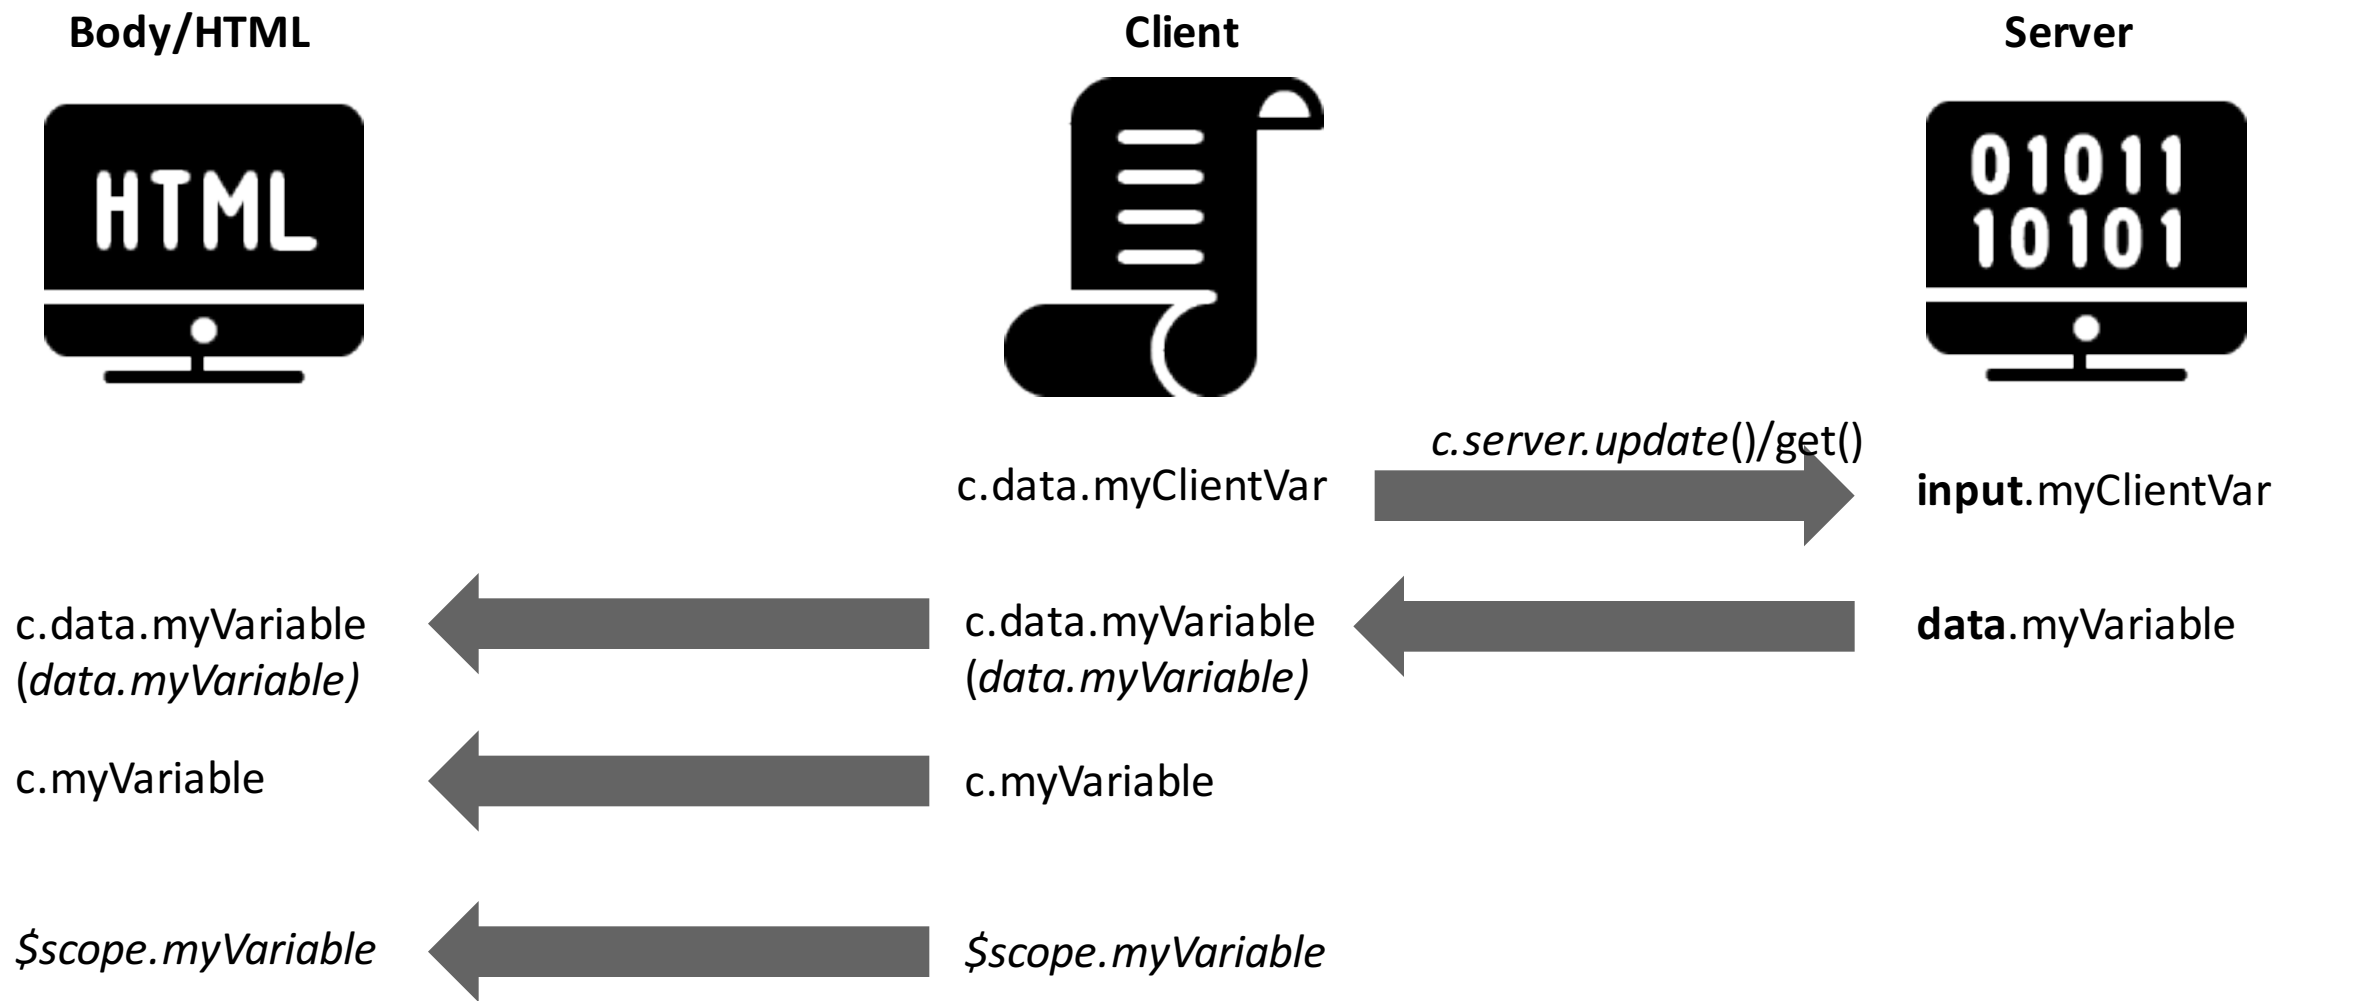 Body/HTML
Client
Server
HTML
01011
10101
c.server.update()/get()
c.data.myClientVar
input.myClientVar
c.data.myVariable
(data.myVariable)
c.data.myVariable
(data.myVariable)
data.myVariable
c.myVariable
c.myVariable
$scope.myVariable
$scope.myVariable